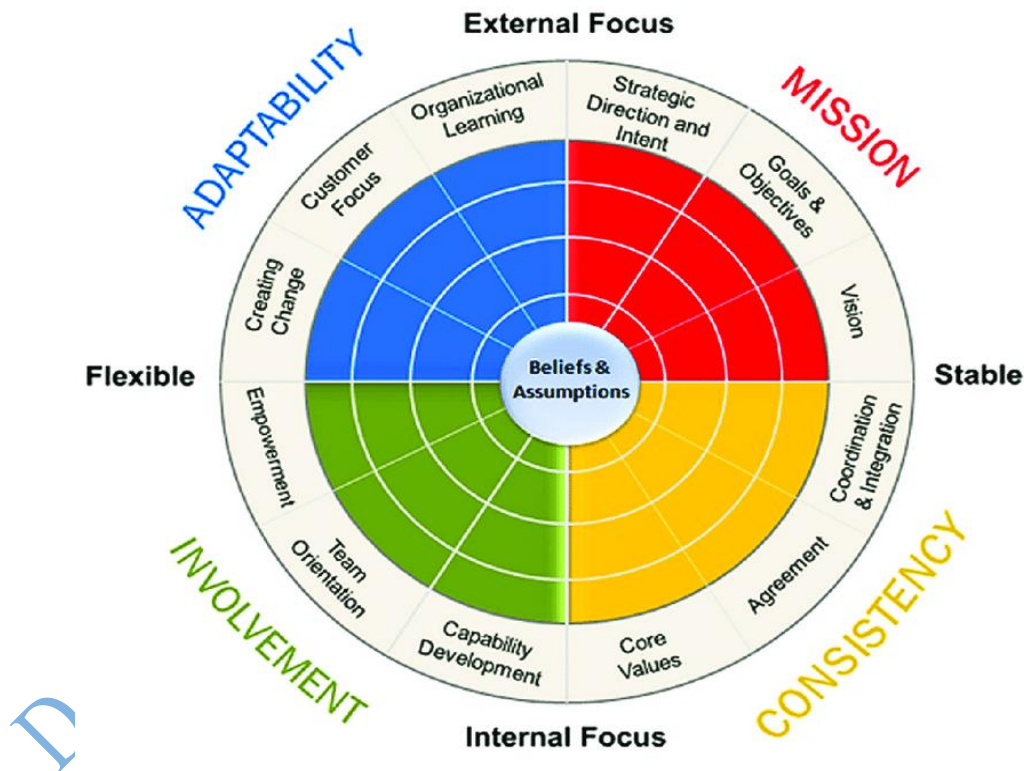 External Focus
ADAPTABILITY
MISSION
Organizational
Learning
Strategic
Direction and
Intent
Customer
Focus
Goals &
Objectives
Creating
Change
Vision
Flexible
Beliefs &
Assumptions
Stable
Empowerment
Coordination
& Integration
Team
Orientation
Agreement
Capability
Development
Core
Values
INVOLVEMENT
CONSISTENCY
Internal Focus
D